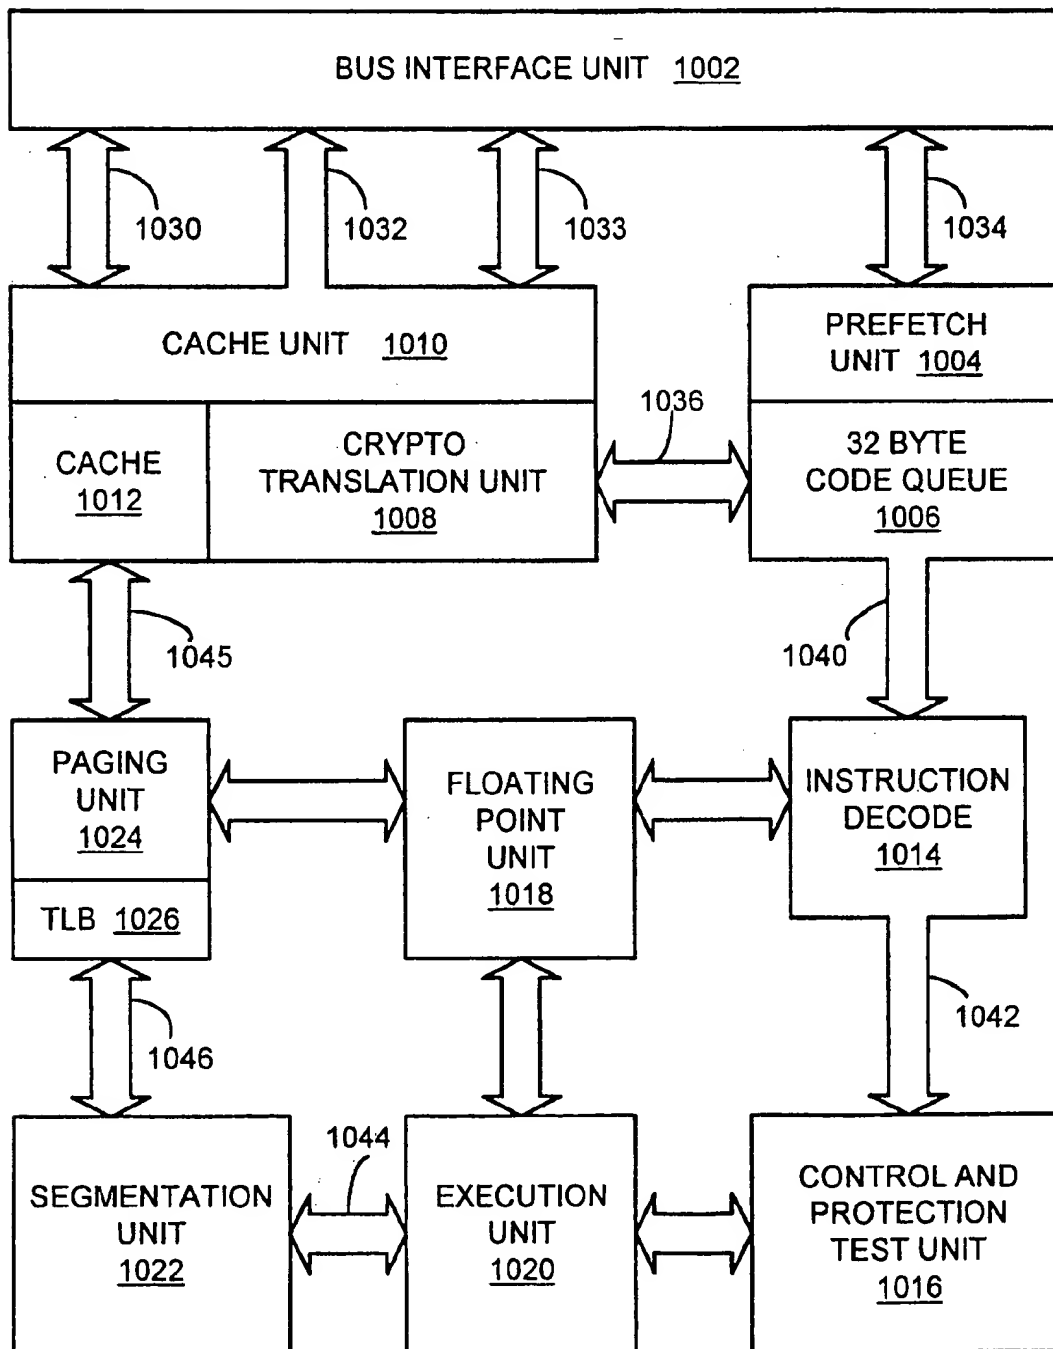 BUS INTERFACE UNIT 1002
1030
1032
1033
1034
CACHE UNIT 1010
PREFETCH
UNIT 1004
1036
CACHE
1012
CRYPTO
TRANSLATION UNIT
1008
32 BYTE
CODE QUEUE
1006
1045
1040
PAGING
UNIT
1024
TLB 1026
FLOATING
POINT
UNIT
1018
INSTRUCTION
DECODE
1014
1046
1042
1044
SEGMENTATION
UNIT
1022
EXECUTION
UNIT
1020
CONTROL AND
PROTECTION
TEST UNIT
1016